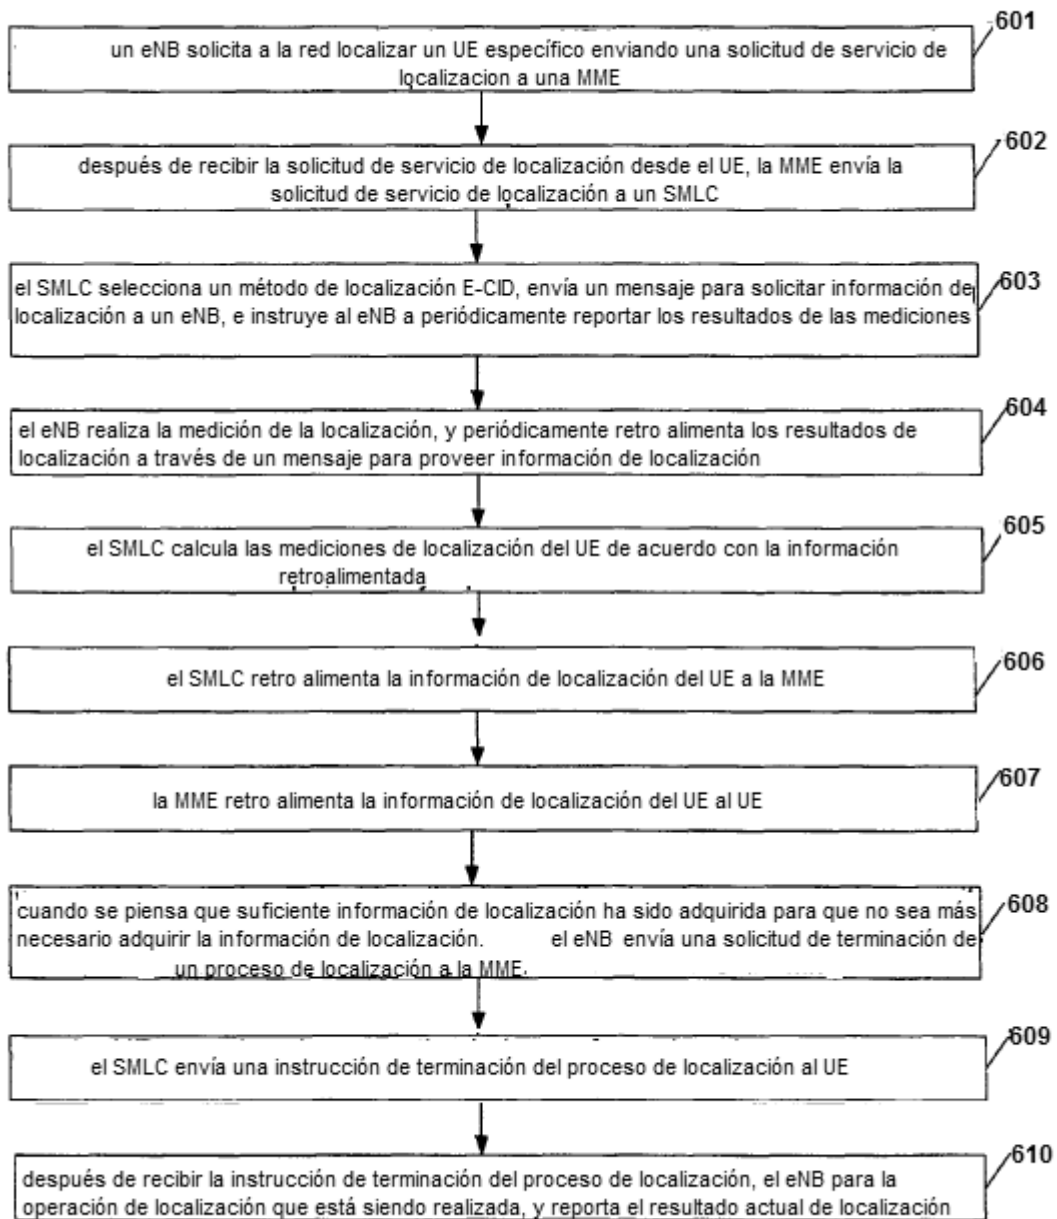 601
un eNB solicita a la red localizar un UE específico enviando una solicitud de servicio de
localizacion a una MME
602
después de recibir la solicitud de servicio de localización desde el UE, la MME envía la
solicitud de servicio de localización a un SMLC
603
el SMLC selecciona un método de localización E-CID, envía un mensaje para solicitar información de
localización a un eNB, e instruye al eNB a periódicamente reportar los resultados de las mediciones
604
el eNB realiza la medición de la localización, y periódicamente retro alimenta los resultados de
localización a través de un mensaje para proveer información de localización
605
el SMLC calcula las mediciones de localización del UE de acuerdo con la información
retroalimentada
606
el SMLC retro alimenta la información de localización del UE a la MME
607
la MME retro alimenta la información de localización del UE al UE
608
cuando se piensa que suficiente información de localización ha sido adquirida para que no sea más
necesario adquirir la información de localización. el eNB envía una solicitud de terminación de
un proceso de localización a la MME.
609
el SMLC envía una instrucción de terminación del proceso de localización al UE
610
después de recibir la instrucción de terminación del proceso de localización, el eNB para la
operación de localización que está siendo realizada, y reporta el resultado actual de localización